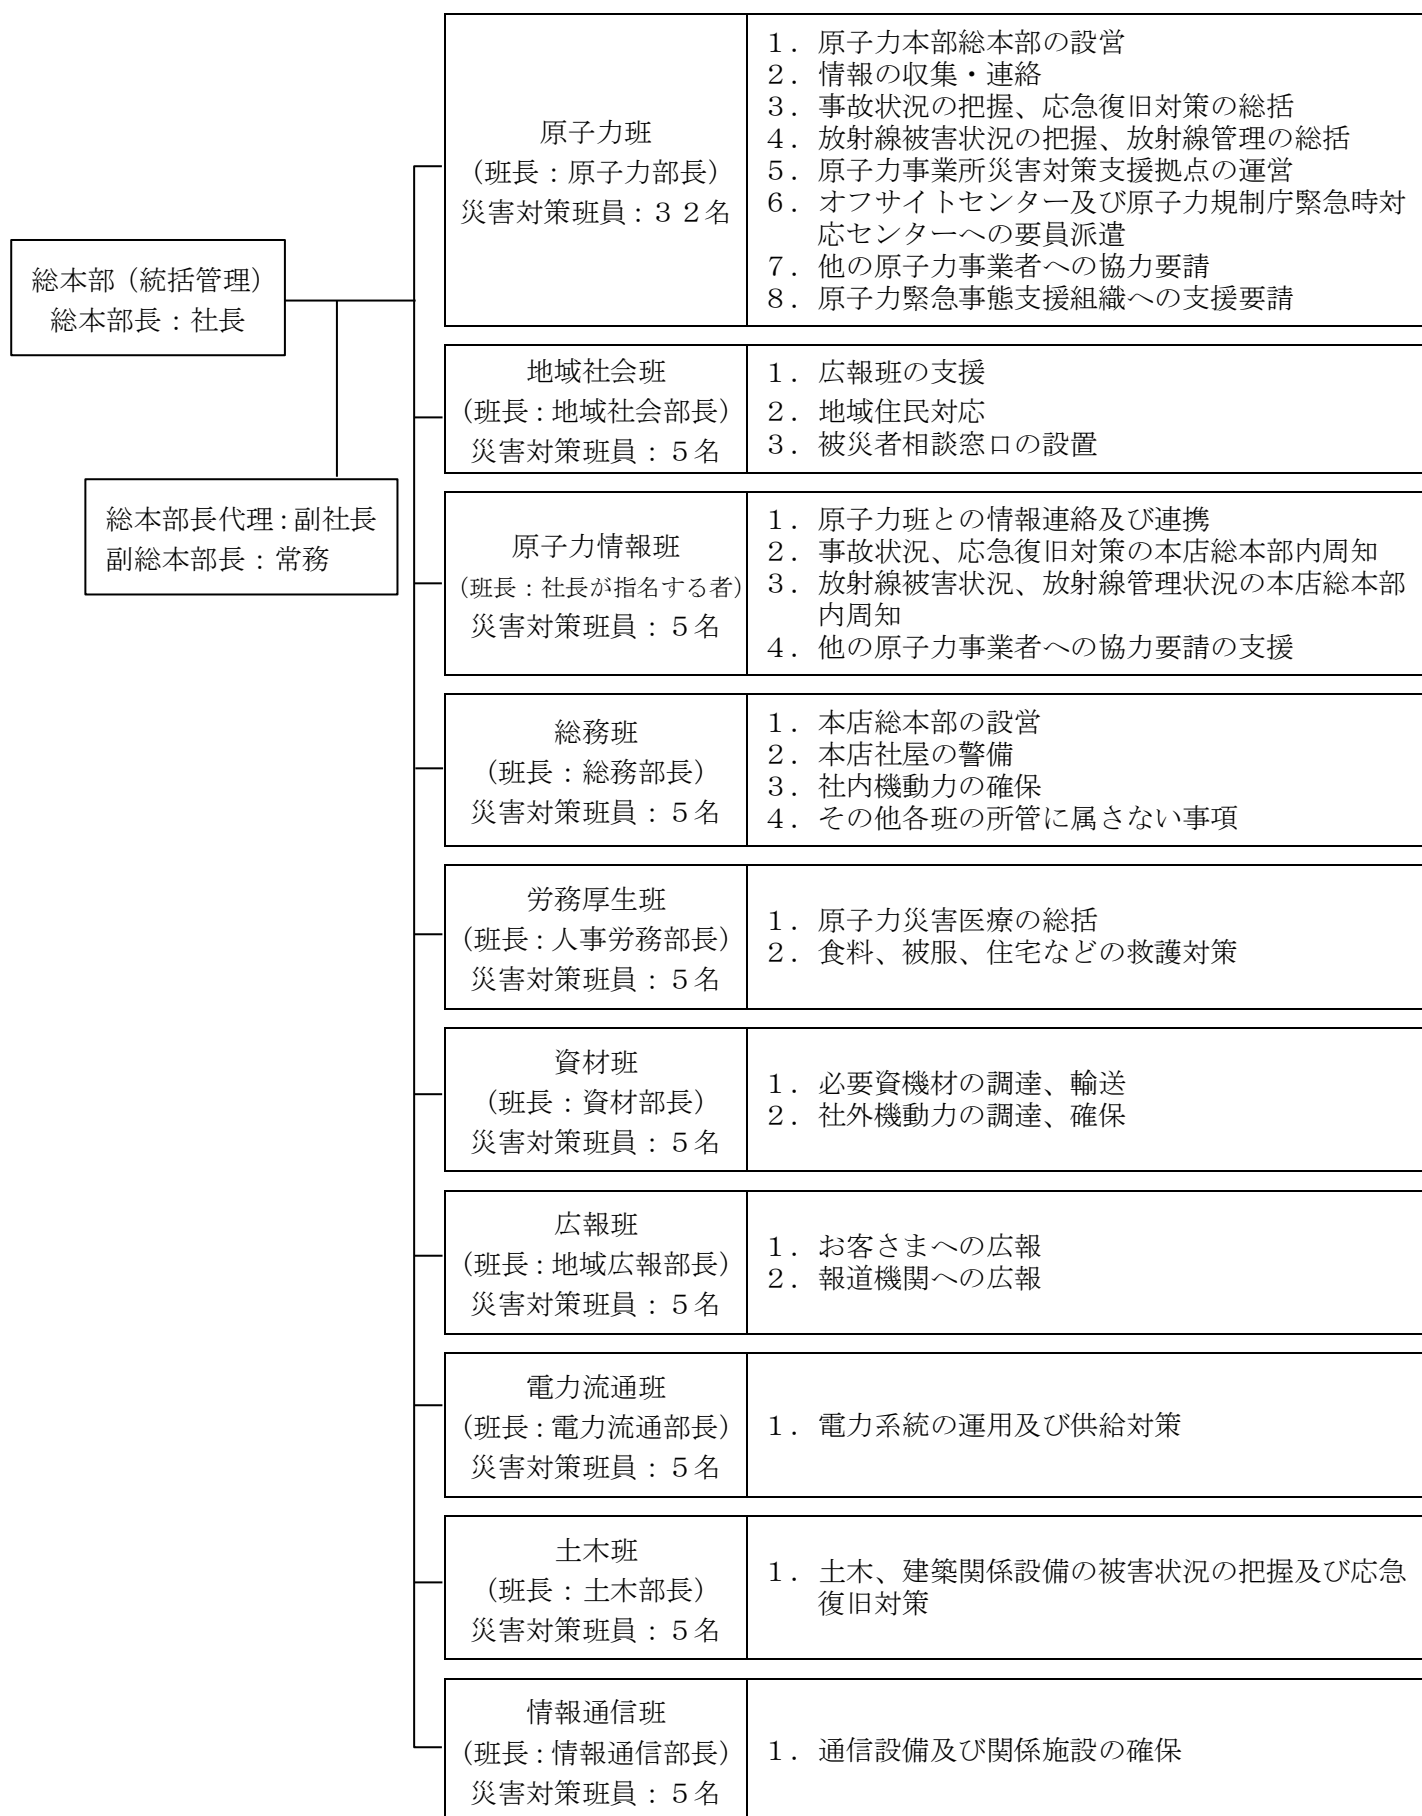 総本部（統括管理）
総本部長：社長
総本部長代理：副社長
副総本部長：常務
原子力班
（班長：原子力部長）
災害対策班員：３２名
１．原子力本部総本部の設営
２．情報の収集・連絡
３．事故状況の把握、応急復旧対策の総括
４．放射線被害状況の把握、放射線管理の総括
５．原子力事業所災害対策支援拠点の運営
６．オフサイトセンター及び原子力規制庁緊急時対
応センターへの要員派遣
７．他の原子力事業者への協力要請
８．原子力緊急事態支援組織への支援要請
地域社会班
（班長：地域社会部長）
災害対策班員：５名
１．広報班の支援
２．地域住民対応
３．被災者相談窓口の設置
原子力情報班
（班長：社長が指名する者）
災害対策班員：５名
１．原子力班との情報連絡及び連携
２．事故状況、応急復旧対策の本店総本部内周知
３．放射線被害状況、放射線管理状況の本店総本部
内周知
４．他の原子力事業者への協力要請の支援
総務班
（班長：総務部長）
災害対策班員：５名
１．本店総本部の設営
２．本店社屋の警備
３．社内機動力の確保
４．その他各班の所管に属さない事項
労務厚生班
（班長：人事労務部長）
災害対策班員：５名
１．原子力災害医療の総括
２．食料、被服、住宅などの救護対策
資材班
（班長：資材部長）
災害対策班員：５名
１．必要資機材の調達、輸送
２．社外機動力の調達、確保
広報班
（班長：地域広報部長）
災害対策班員：５名
１．お客さまへの広報
２．報道機関への広報
電力流通班
（班長：電力流通部長）
災害対策班員：５名
１．電力系統の運用及び供給対策
土木班
（班長：土木部長）
災害対策班員：５名
１．土木、建築関係設備の被害状況の把握及び応急
復旧対策
情報通信班
（班長：情報通信部長）
災害対策班員：５名
１．通信設備及び関係施設の確保